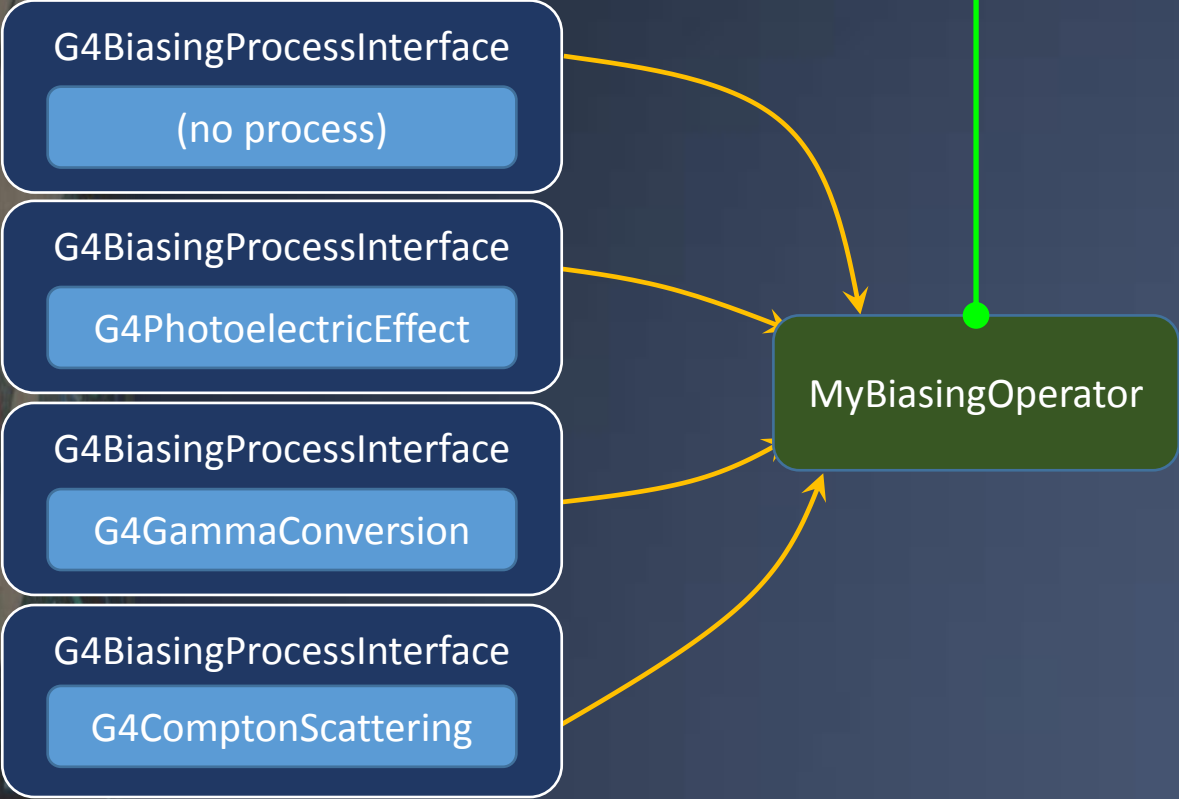 G4BiasingProcessInterface
(no process)
G4BiasingProcessInterface
G4PhotoelectricEffect
G4BiasingProcessInterface
G4GammaConversion
G4BiasingProcessInterface
G4ComptonScattering
MyBiasingOperator